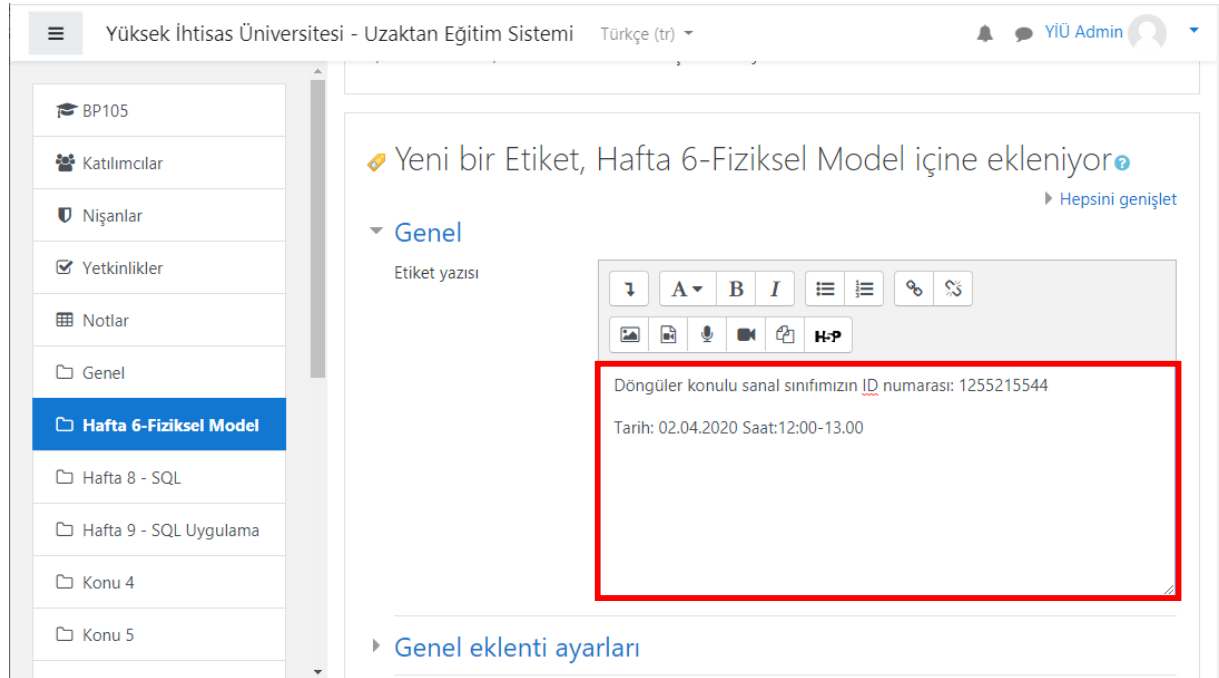 Yüksek İhtisas Üniversitesi - Uzaktan Eğitim Sistemi Türkçe (tr)
YİÜ Admin
BP105
Katılımcılar
Nişanlar
Yetkinlikler
Notlar
Genel
Hafta 6-Fiziksel Model
Hafta 8 - SQL
Hafta 9 - SQL Uygulama
Konu 4
Konu 5
Yeni bir Etiket, Hafta 6-Fiziksel Model içine ekleniyor
Hepsini genişlet
Genel
Etiket yazısı
A B I
H-P
Döngüler konulu sanal sınıfımızın ID numarası: 1255215544
Tarih: 02.04.2020 Saat:12:00-13.00
Genel eklenti ayarları